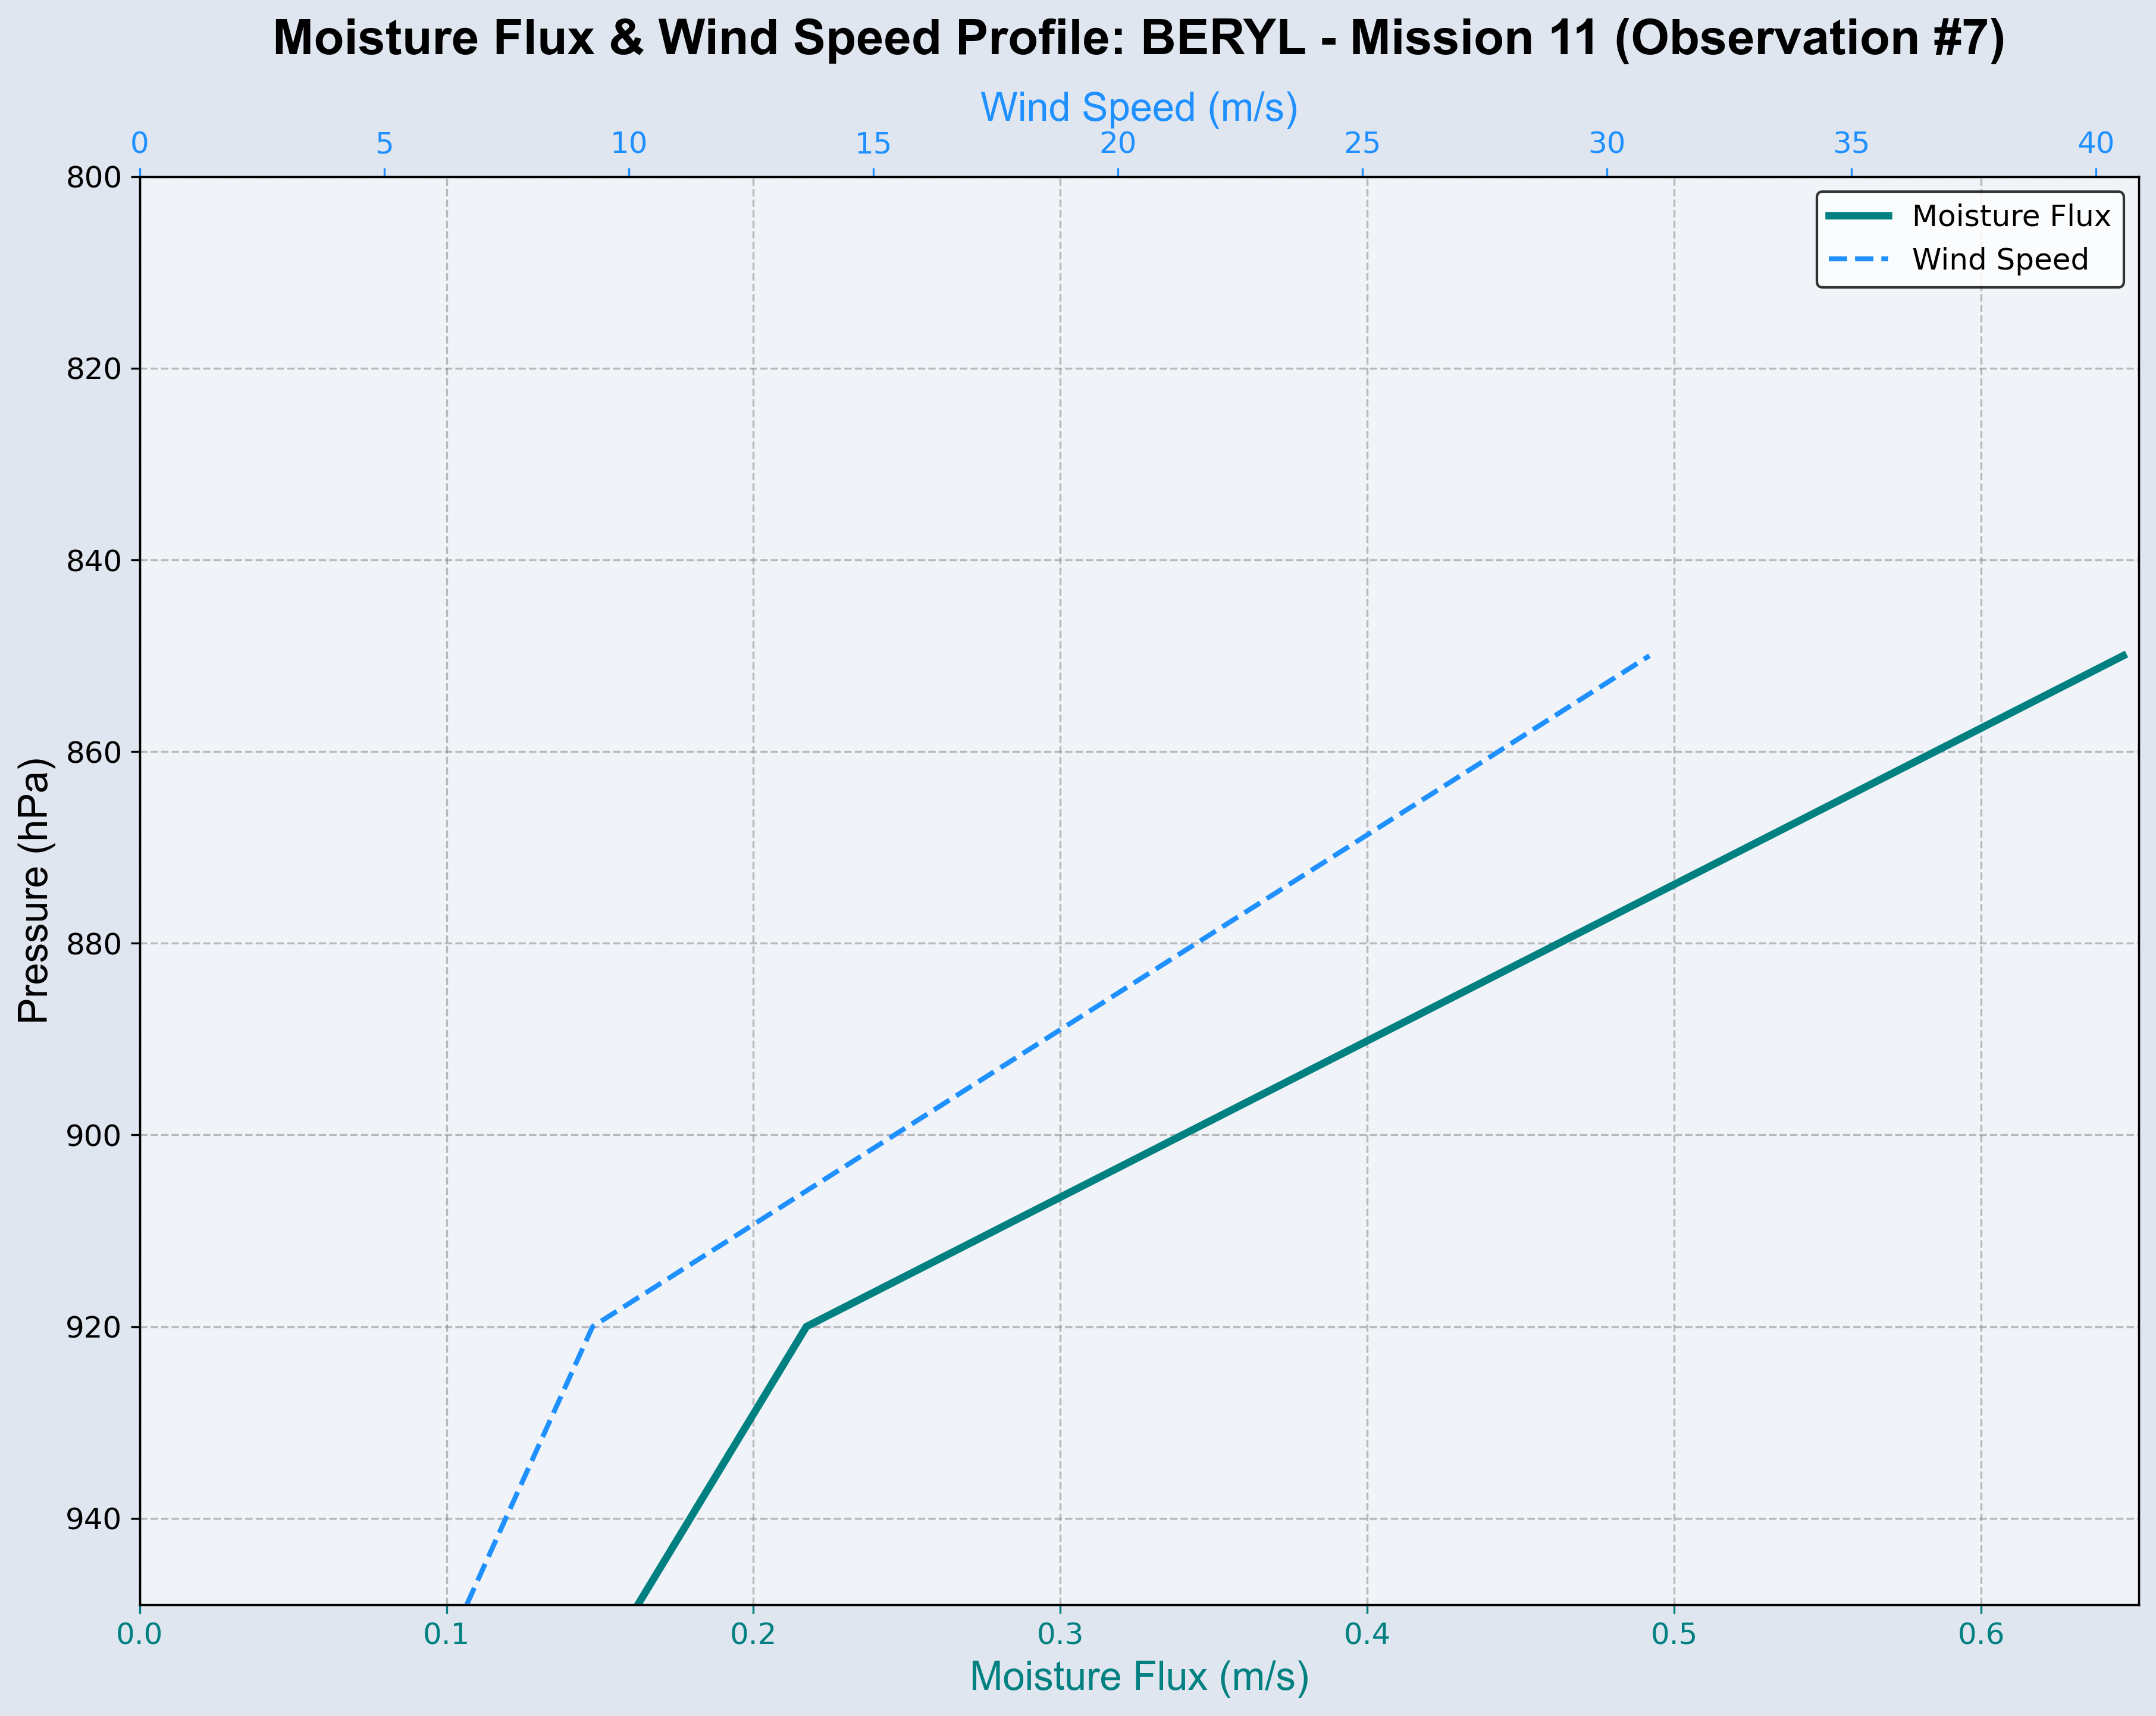 Moisture Flux & Wind Speed Profile: BERYL - Mission 11 (Observation #7)
Wind Speed (m/s)
0 5 10 15 20 25 30 35 40
Moisture Flux
Wind Speed
Pressure (hPa)
800
820
840
860
880
900
920
940
0.0 0.1 0.2 0.3 0.4 0.5 0.6
Moisture Flux (m/s)